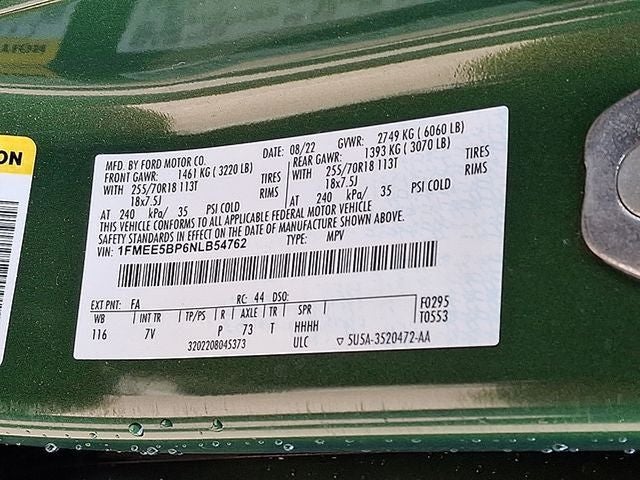 ON
MFD. BY FORD MOTOR CO. DATE: 08/22 GVWR: 2749 KG ( 6060 LB)
FRONT GAWR: 1461 KG ( 3220 LB) REAR GAWR: 1393 KG ( 3070 LB)
WITH 255/70R18 113T TIRES WITH 255/70R18 113T TIRES
18x7.5J RIMS 18x7.5J RIMS
AT 240 kPa/ 35 PSI COLD AT 240 kPa/ 35 PSI COLD
THIS VEHICLE CONFORMS TO ALL APPLICABLE FEDERAL MOTOR VEHICLE
SAFETY STANDARDS IN EFFECT ON THE DATE OF MANUFACTURE SHOWN ABOVE.
VIN: 1FMEE5BP6NLB54762 TYPE: MPV
EXT PNT: FA RC: 44 DSO: F0295
WB INT TR TP/PS R AXLE TR SPR T0553
116 7V P 73 T HHHH
3202208045373 ULC ▽ SU5A-3520472-AA